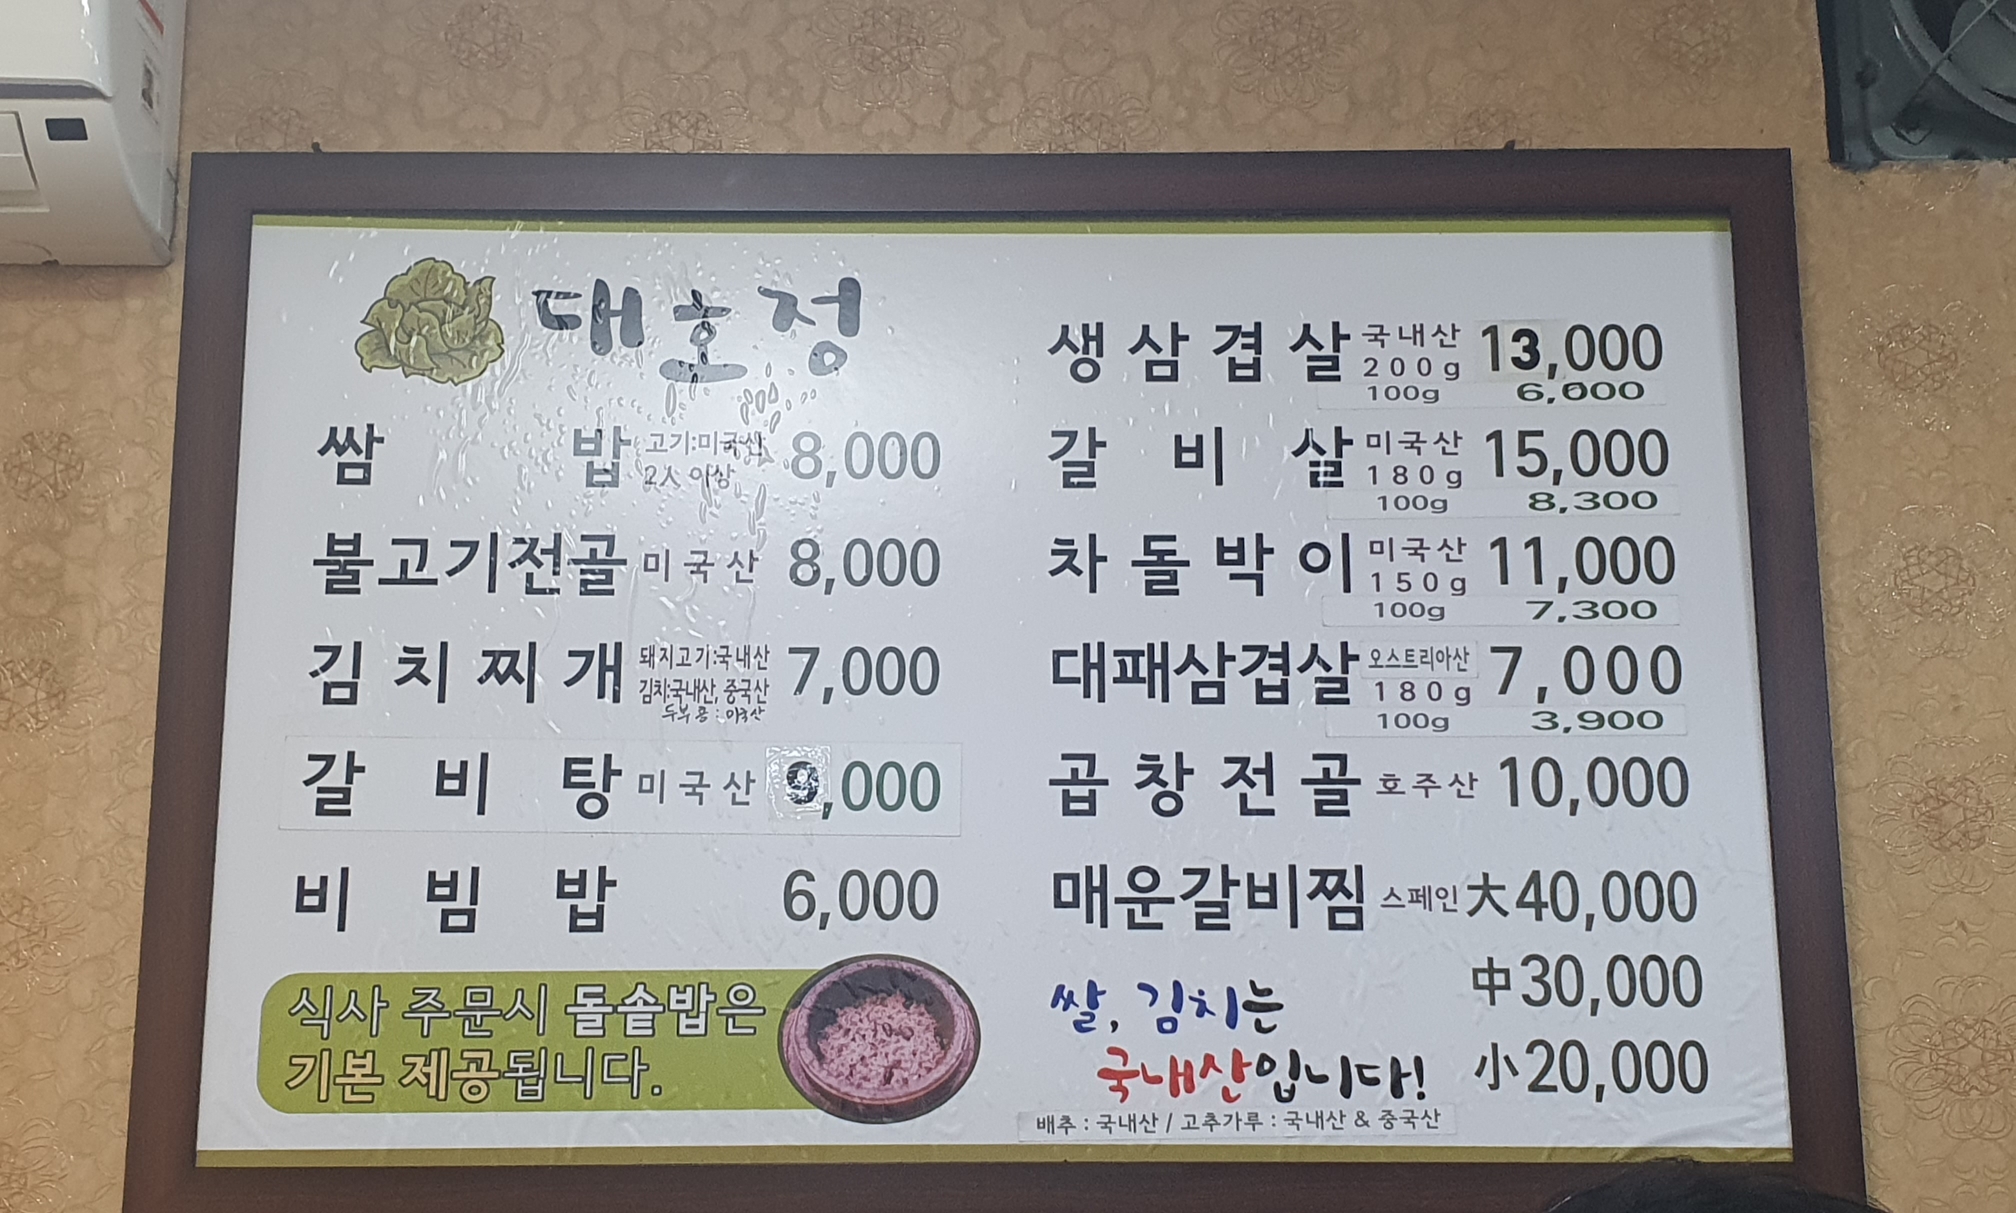 대호정
쌈 밥 고기:미국산 2人 이상 8,000
불고기전골 미국산 8,000
김치찌개 돼지고기:국내산 김치:국내산, 중국산 7,000
갈비탕 미국산 9,000
비빔밥 6,000
식사 주문시 돌솥밥은
기본 제공됩니다.
생삼겹살 국내산 200g 13,000
100g 6,000
갈비살 미국산 180g 15,000
100g 8,300
차돌박이 미국산 150g 11,000
100g 7,300
대패삼겹살 오스트리아산 180g 7,000
100g 3,900
곱창전골 호주산 10,000
매운갈비찜 스페인 大40,000
中30,000
小20,000
쌀, 김치는
국내산입니다!
배추 : 국내산 / 고추가루 : 국내산 & 중국산